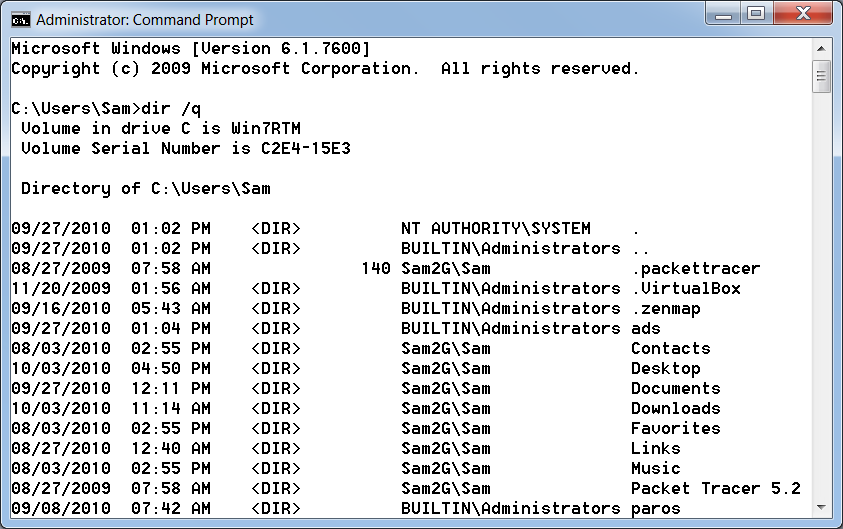 Administrator: Command Prompt
Microsoft Windows [Version 6.1.7600]
Copyright (c) 2009 Microsoft Corporation.  All rights reserved.

C:\Users\Sam>dir /q
 Volume in drive C is Win7RTM
 Volume Serial Number is C2E4-15E3

 Directory of C:\Users\Sam

09/27/2010  01:02 PM    <DIR>          NT AUTHORITY\SYSTEM    .
09/27/2010  01:02 PM    <DIR>          BUILTIN\Administrators ..
08/27/2009  07:58 AM               140 Sam2G\Sam              .packettracer
11/20/2009  01:56 AM    <DIR>          BUILTIN\Administrators .VirtualBox
09/16/2010  05:43 AM    <DIR>          BUILTIN\Administrators .zenmap
09/27/2010  01:04 PM    <DIR>          BUILTIN\Administrators ads
08/03/2010  02:55 PM    <DIR>          Sam2G\Sam              Contacts
10/03/2010  04:50 PM    <DIR>          Sam2G\Sam              Desktop
09/27/2010  12:11 PM    <DIR>          Sam2G\Sam              Documents
10/03/2010  11:14 AM    <DIR>          Sam2G\Sam              Downloads
08/03/2010  02:55 PM    <DIR>          Sam2G\Sam              Favorites
08/27/2010  12:40 AM    <DIR>          Sam2G\Sam              Links
08/03/2010  02:55 PM    <DIR>          Sam2G\Sam              Music
08/27/2009  07:58 AM    <DIR>          Sam2G\Sam              Packet Tracer 5.2
09/08/2010  07:42 AM    <DIR>          BUILTIN\Administrators paros